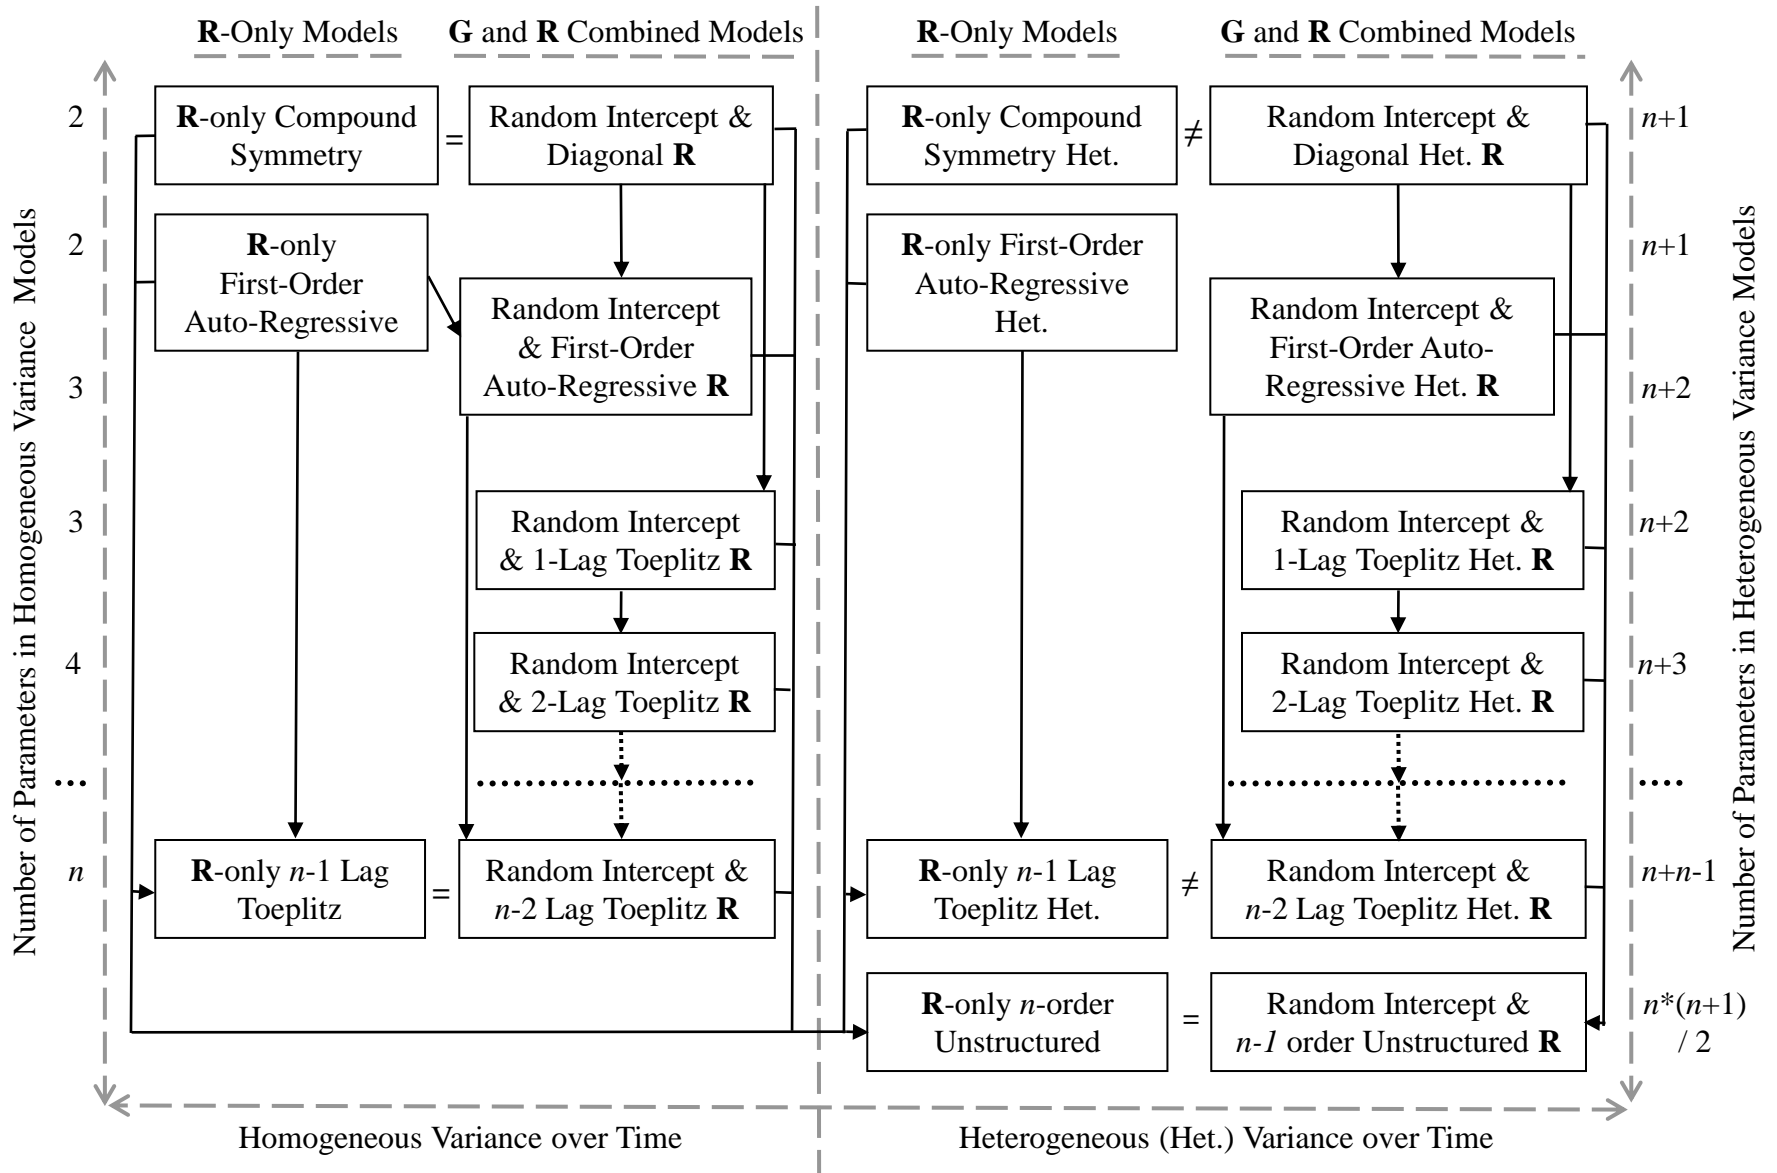 R-Only Models
G and R Combined Models
R-Only Models
G and R Combined Models
Number of Parameters in Homogeneous Variance Models
2
2
3
3
4
....
n
R-only Compound
Symmetry
=
Random Intercept &
Diagonal R
R-only
First-Order
Auto-Regressive
Random Intercept
& First-Order
Auto-Regressive R
Random Intercept
& 1-Lag Toeplitz R
Random Intercept
& 2-Lag Toeplitz R
R-only n-1 Lag
Toeplitz
=
Random Intercept &
n-2 Lag Toeplitz R
R-only Compound
Symmetry Het.
≠
Random Intercept &
Diagonal Het. R
R-only First-Order
Auto-Regressive
Het.
Random Intercept &
First-Order Auto-
Regressive Het. R
Random Intercept &
1-Lag Toeplitz Het. R
Random Intercept &
2-Lag Toeplitz Het. R
R-only n-1 Lag
Toeplitz Het.
≠
Random Intercept &
n-2 Lag Toeplitz Het. R
R-only n-order
Unstructured
=
Random Intercept &
n-1 order Unstructured R
n+1
n+1
n+2
n+2
n+3
....
n+n-1
n*(n+1)
/ 2
Number of Parameters in Heterogeneous Variance Models
Homogeneous Variance over Time
Heterogeneous (Het.) Variance over Time